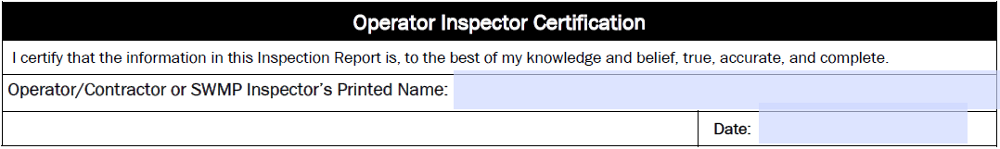 Operator Inspector Certification
I certify that the information in this Inspection Report is, to the best of my knowledge and belief, true, accurate, and complete.
Operator/Contractor or SWMP Inspector's Printed Name:
Date: